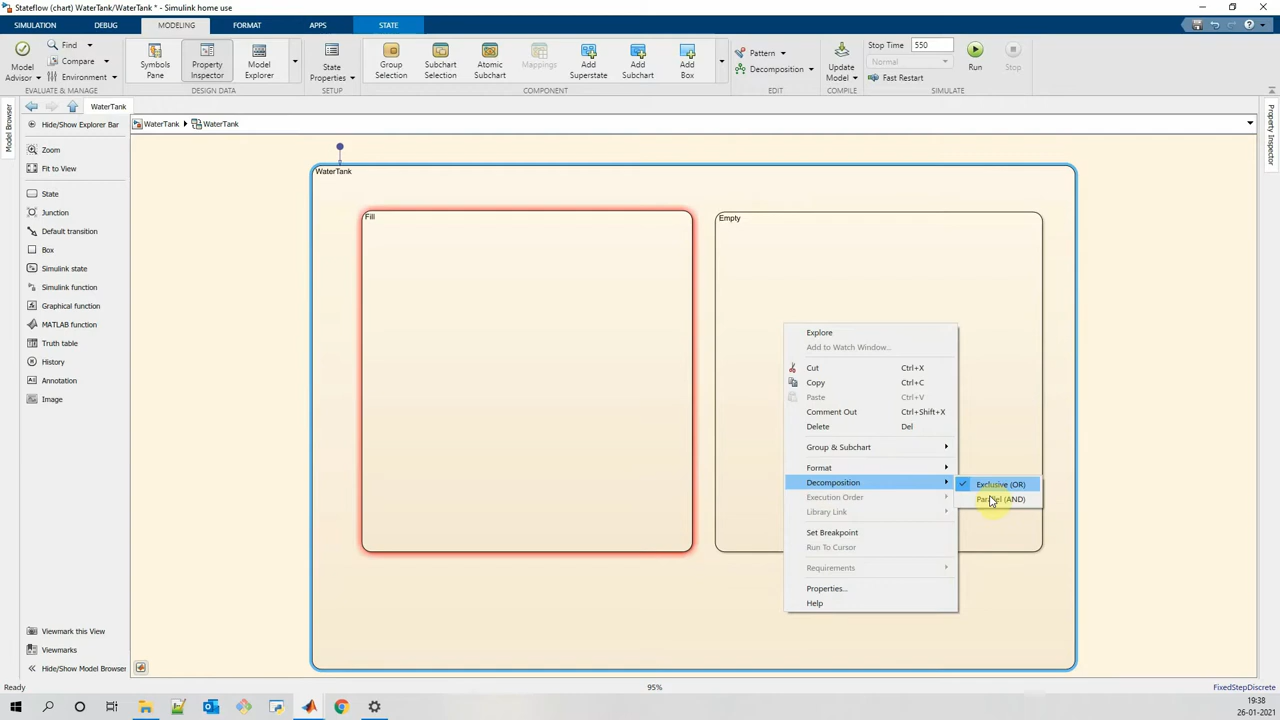 Stateflow (chart) WaterTank/WaterTank * - Simulink home use
SIMULATION
DEBUG
MODELING
FORMAT
APPS
STATE
Model Advisor
Find
Compare
Environment
EVALUATE & MANAGE
Symbols Pane
Property Inspector
Model Explorer
DESIGN DATA
State Properties
SETUP
Group Selection
Subchart Selection
Atomic Subchart
Mappings
Add Superstate
Add Subchart
Add Box
COMPONENT
Pattern
Decomposition
EDIT
Update Model
COMPILE
Stop Time 550
Normal
Fast Restart
Run
Stop
SIMULATE
WaterTank
Model Browser
Hide/Show Explorer Bar
WaterTank
WaterTank
Property Inspector
Zoom
Fit to View
State
Junction
Default transition
Box
Simulink state
Simulink function
Graphical function
MATLAB function
Truth table
History
Annotation
Image
WaterTank
Fill
Empty
Explore
Add to Watch Window...
Cut Ctrl+X
Copy Ctrl+C
Paste Ctrl+V
Comment Out Ctrl+Shift+X
Delete Del
Group & Subchart
Format
Decomposition
Exclusive (OR)
Parallel (AND)
Execution Order
Library Link
Set Breakpoint
Run To Cursor
Requirements
Properties...
Help
Viewmark this View
Viewmarks
Hide/Show Model Browser
Ready
95%
FixedStepDiscrete
19:38
26-01-2021